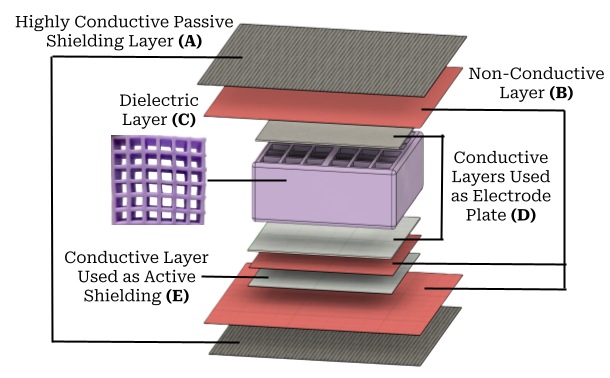 Highly Conductive Passive
Shielding Layer (A)
Non-Conductive
Layer (B)
Dielectric
Layer (C)
Conductive
Layers Used
as Electrode
Plate (D)
Conductive Layer
Used as Active
Shielding (E)